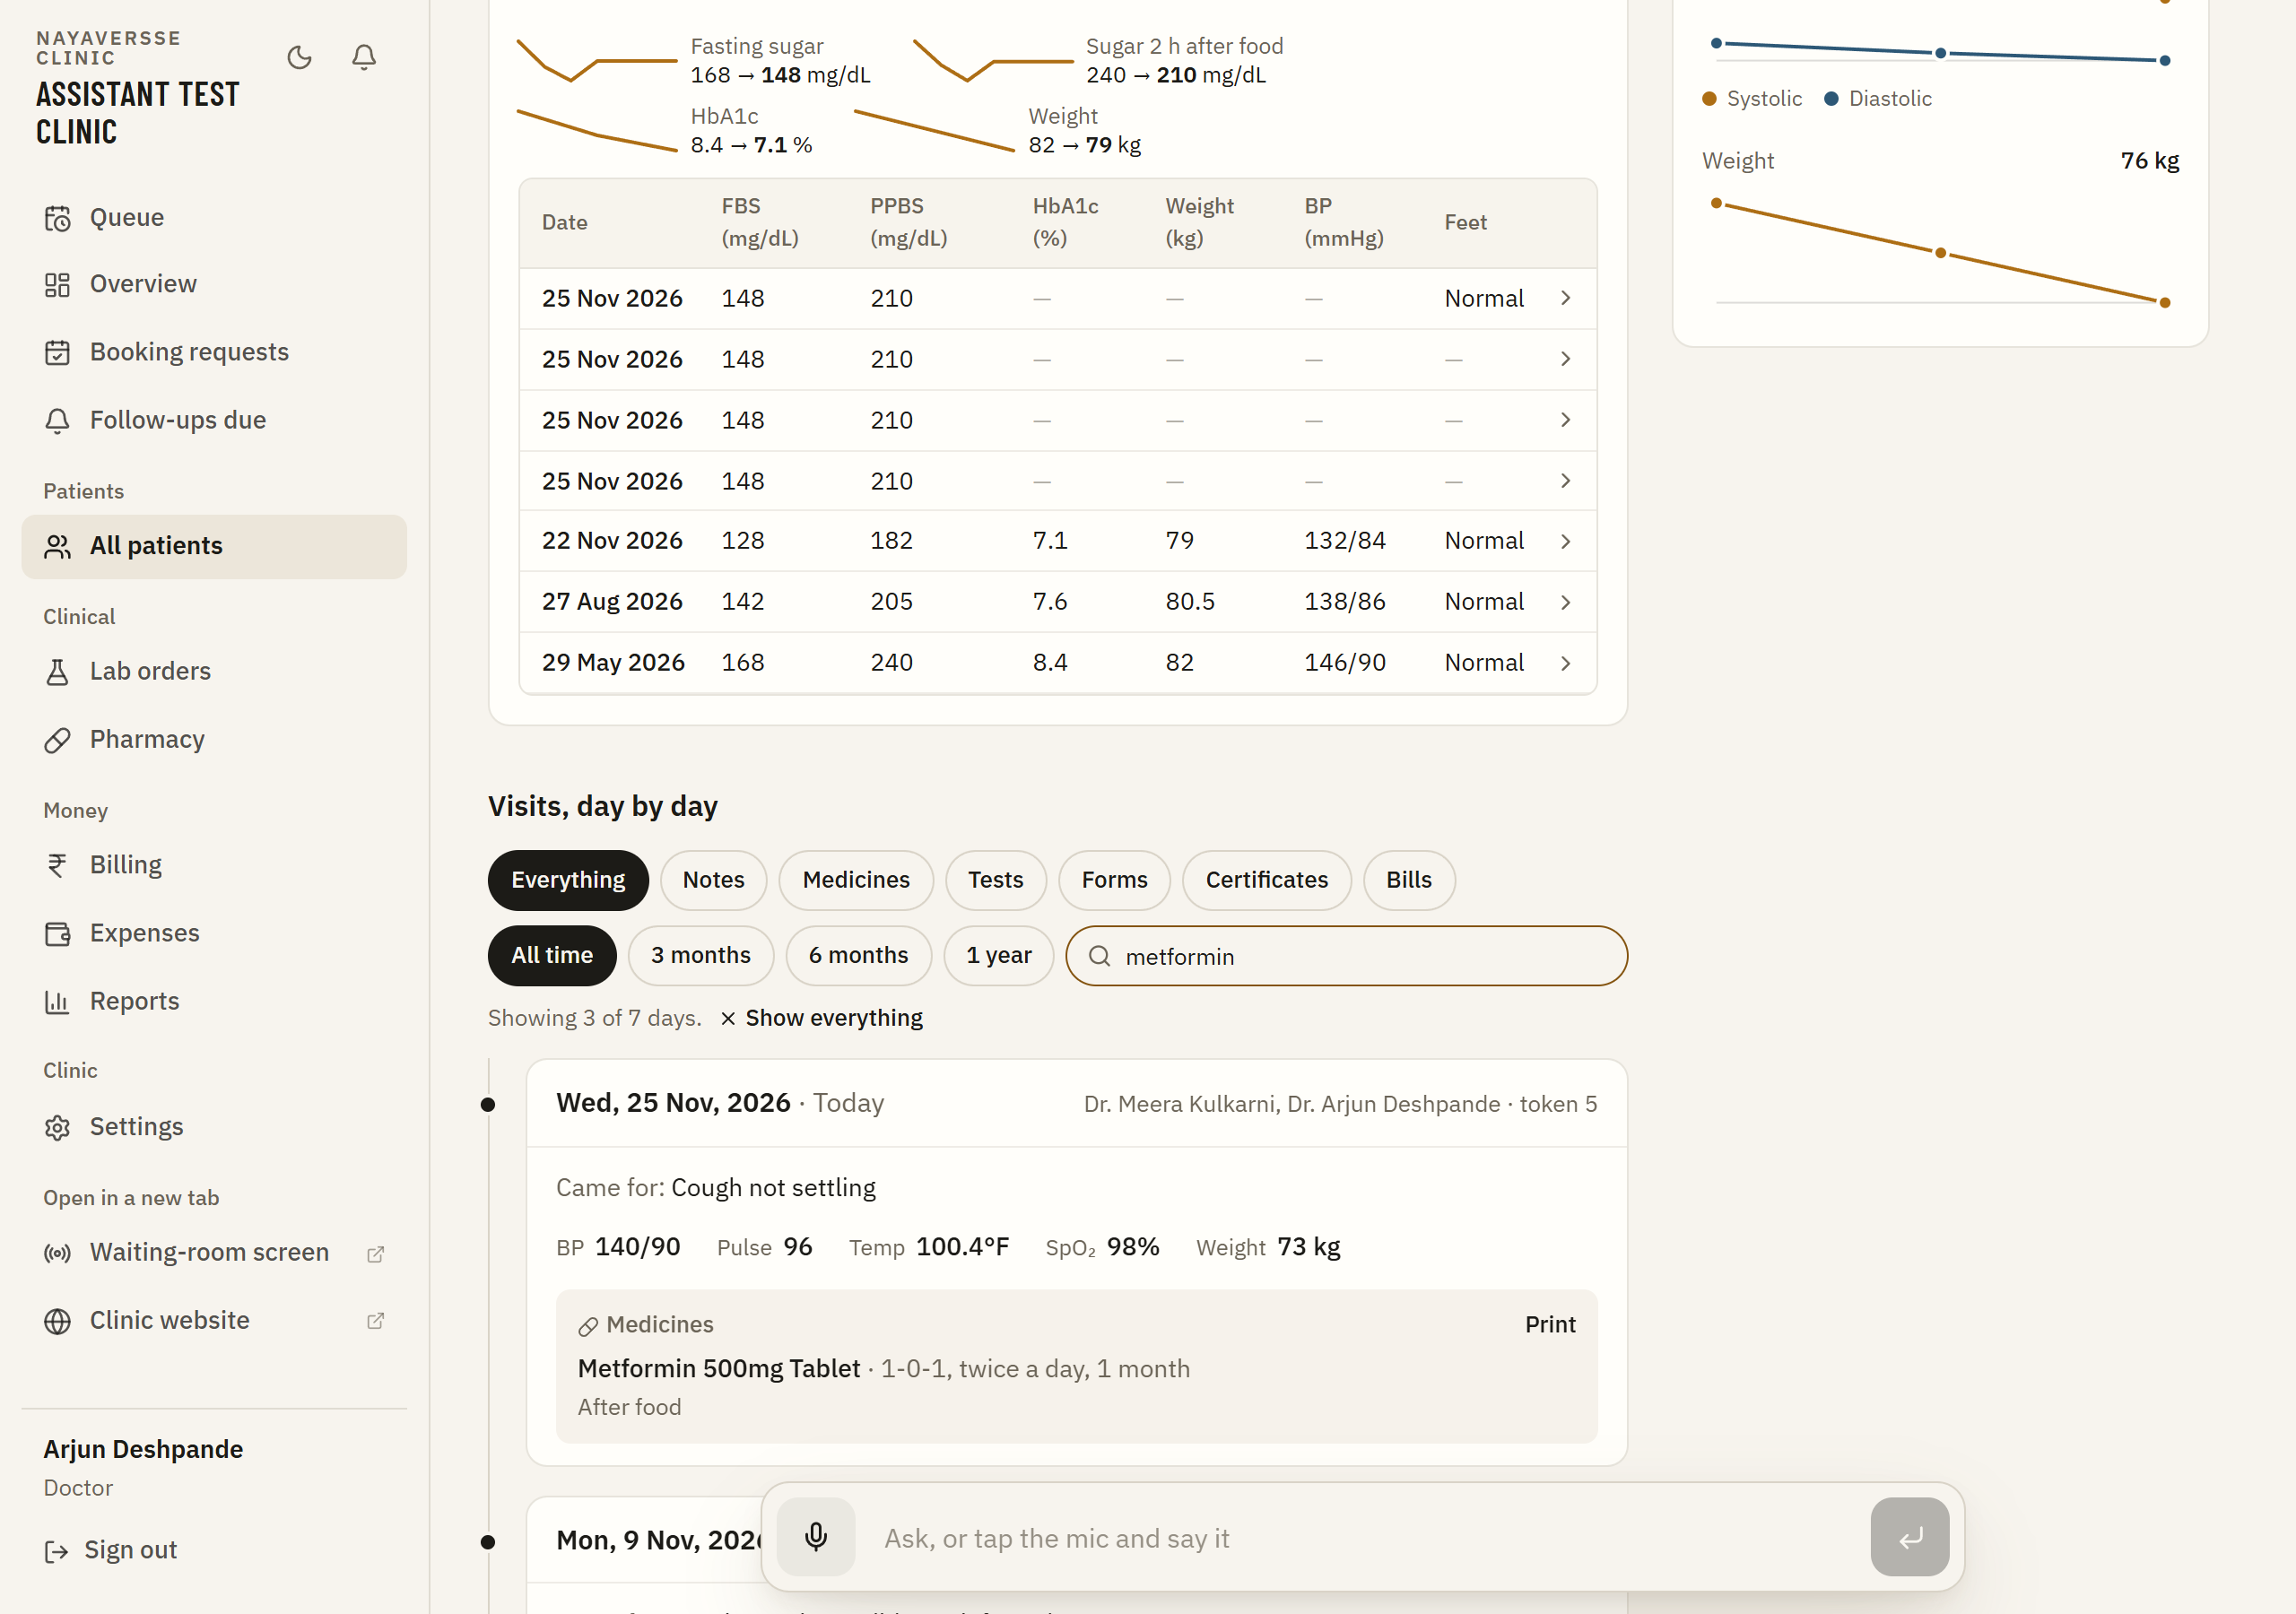 NAYAVERSSE
CLINIC
ASSISTANT TEST
CLINIC
Queue
Overview
Booking requests
Follow-ups due
Patients
All patients
Clinical
Lab orders
Pharmacy
Money
Billing
Expenses
Reports
Clinic
Settings
Open in a new tab
Waiting-room screen
Clinic website
Arjun Deshpande
Doctor
Sign out
Fasting sugar
168 → 148 mg/dL
Sugar 2 h after food
240 → 210 mg/dL
HbA1c
8.4 → 7.1 %
Weight
82 → 79 kg
Date FBS (mg/dL) PPBS (mg/dL) HbA1c (%) Weight (kg) BP (mmHg) Feet
25 Nov 2026 148 210 — — — Normal
25 Nov 2026 148 210 — — — —
25 Nov 2026 148 210 — — — —
25 Nov 2026 148 210 — — — —
22 Nov 2026 128 182 7.1 79 132/84 Normal
27 Aug 2026 142 205 7.6 80.5 138/86 Normal
29 May 2026 168 240 8.4 82 146/90 Normal
Visits, day by day
Everything Notes Medicines Tests Forms Certificates Bills
All time 3 months 6 months 1 year metformin
Showing 3 of 7 days. × Show everything
Wed, 25 Nov, 2026 · Today Dr. Meera Kulkarni, Dr. Arjun Deshpande · token 5
Came for: Cough not settling
BP 140/90 Pulse 96 Temp 100.4°F SpO₂ 98% Weight 73 kg
Medicines Print
Metformin 500mg Tablet · 1-0-1, twice a day, 1 month
After food
Mon, 9 Nov, 2026
Ask, or tap the mic and say it
Systolic Diastolic
Weight 76 kg